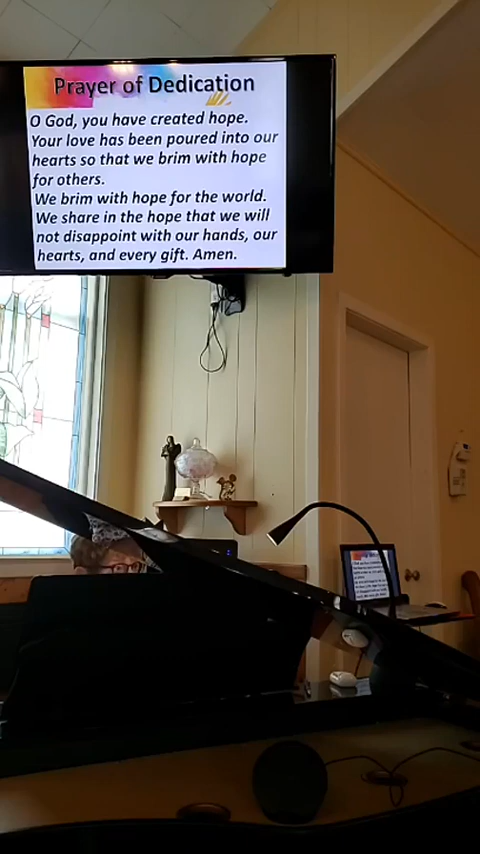 Prayer of Dedication
O God, you have created hope.
Your love has been poured into our
hearts so that we brim with hope
for others.
We brim with hope for the world.
We share in the hope that we will
not disappoint with our hands, our
hearts, and every gift. Amen.